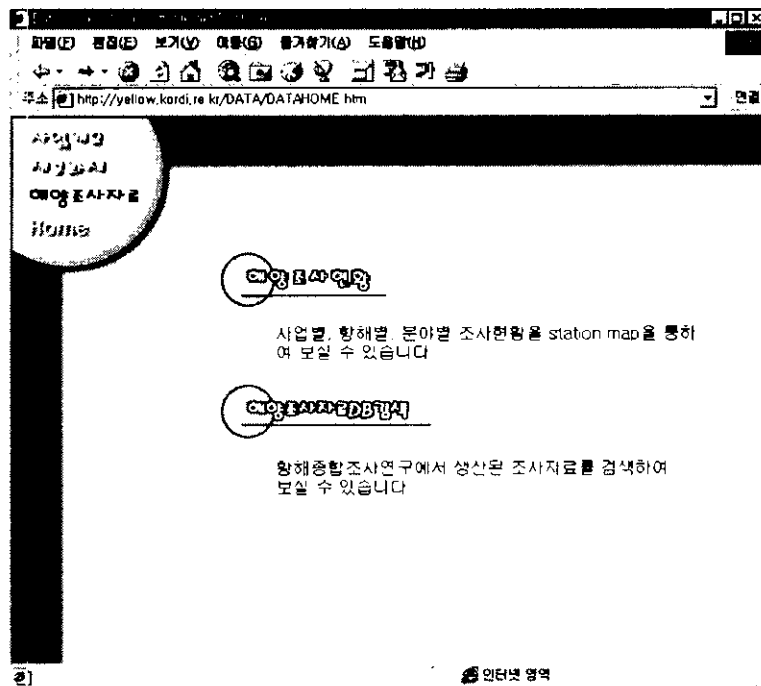 파일(F) 편집(E) 보기(V) 이동(G) 즐겨찾기(A) 도움말(H)
주소 http://yellow.kordi.re.kr/DATA/DATAHOME.htm 연결
해양조사자료
Home
해양조사현황
사업별, 항해별, 분야별 조사현황을 station map을 통하
여 보실 수 있습니다
해양조사자료DB검색
황해종합조사연구에서 생산된 조사자료를 검색하여
보실 수 있습니다
인터넷 영역